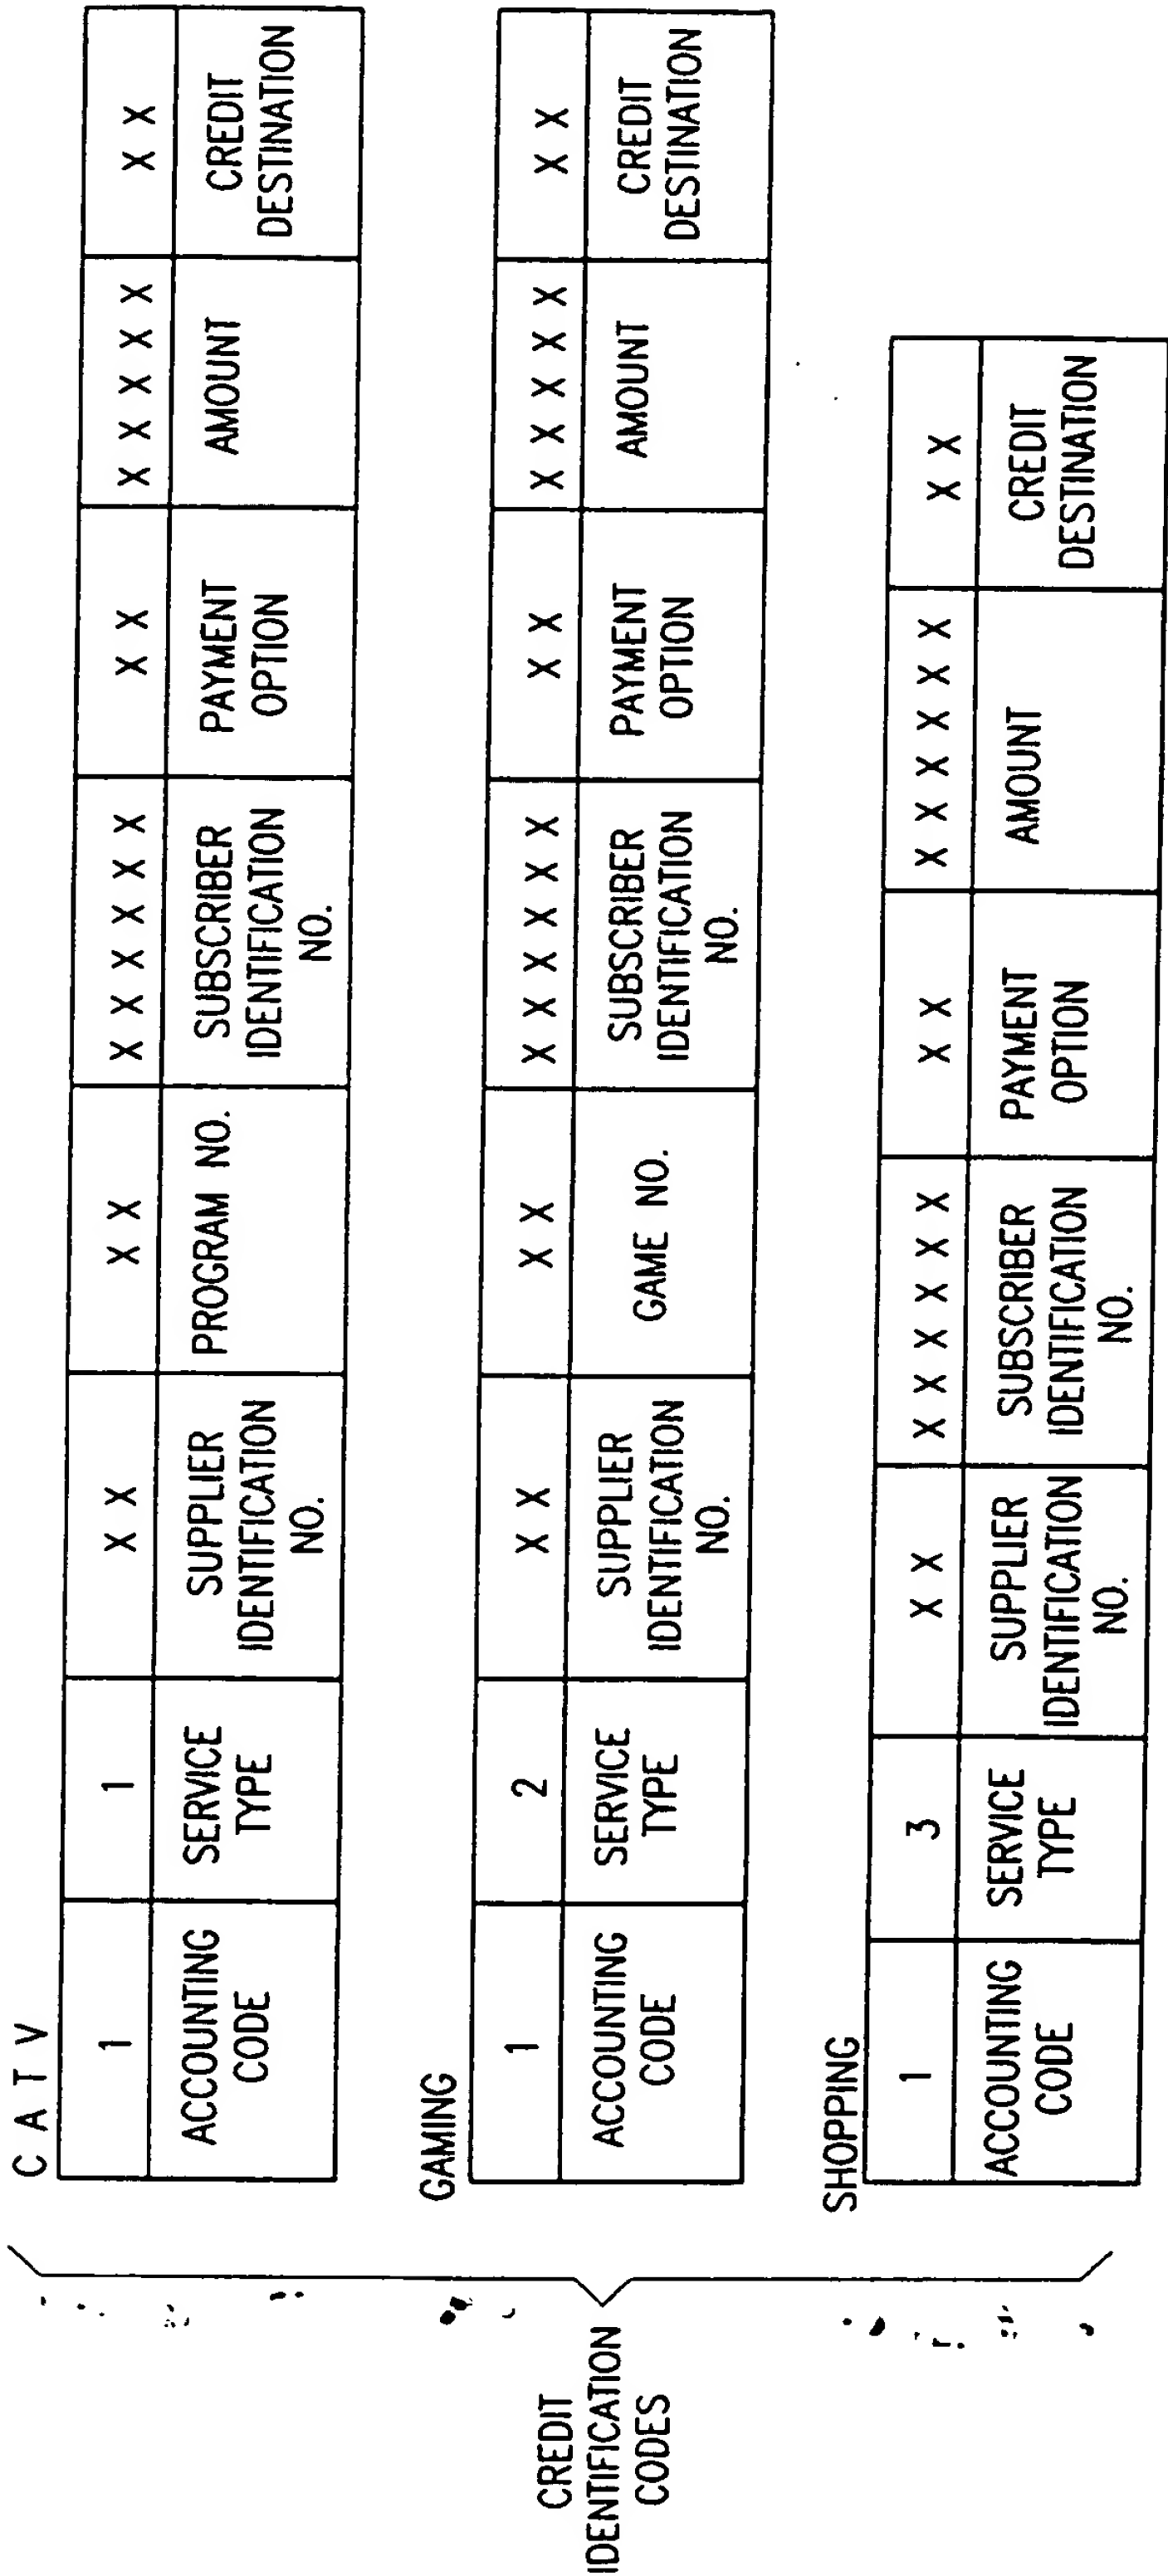 CREDIT
IDENTIFICATION
CODES
C A T V
1
1
X X
X X
X X X X X X
X X
X X X X X
X X
ACCOUNTING
CODE
SERVICE
TYPE
SUPPLIER
IDENTIFICATION
NO.
PROGRAM NO.
SUBSCRIBER
IDENTIFICATION
NO.
PAYMENT
OPTION
AMOUNT
CREDIT
DESTINATION
GAMING
1
2
X X
X X
X X X X X X
X X
X X X X X
X X
ACCOUNTING
CODE
SERVICE
TYPE
SUPPLIER
IDENTIFICATION
NO.
GAME NO.
SUBSCRIBER
IDENTIFICATION
NO.
PAYMENT
OPTION
AMOUNT
CREDIT
DESTINATION
SHOPPING
1
3
X X
X X X X X X
X X
X X X X X X
X X
ACCOUNTING
CODE
SERVICE
TYPE
SUPPLIER
IDENTIFICATION
NO.
SUBSCRIBER
IDENTIFICATION
NO.
PAYMENT
OPTION
AMOUNT
CREDIT
DESTINATION